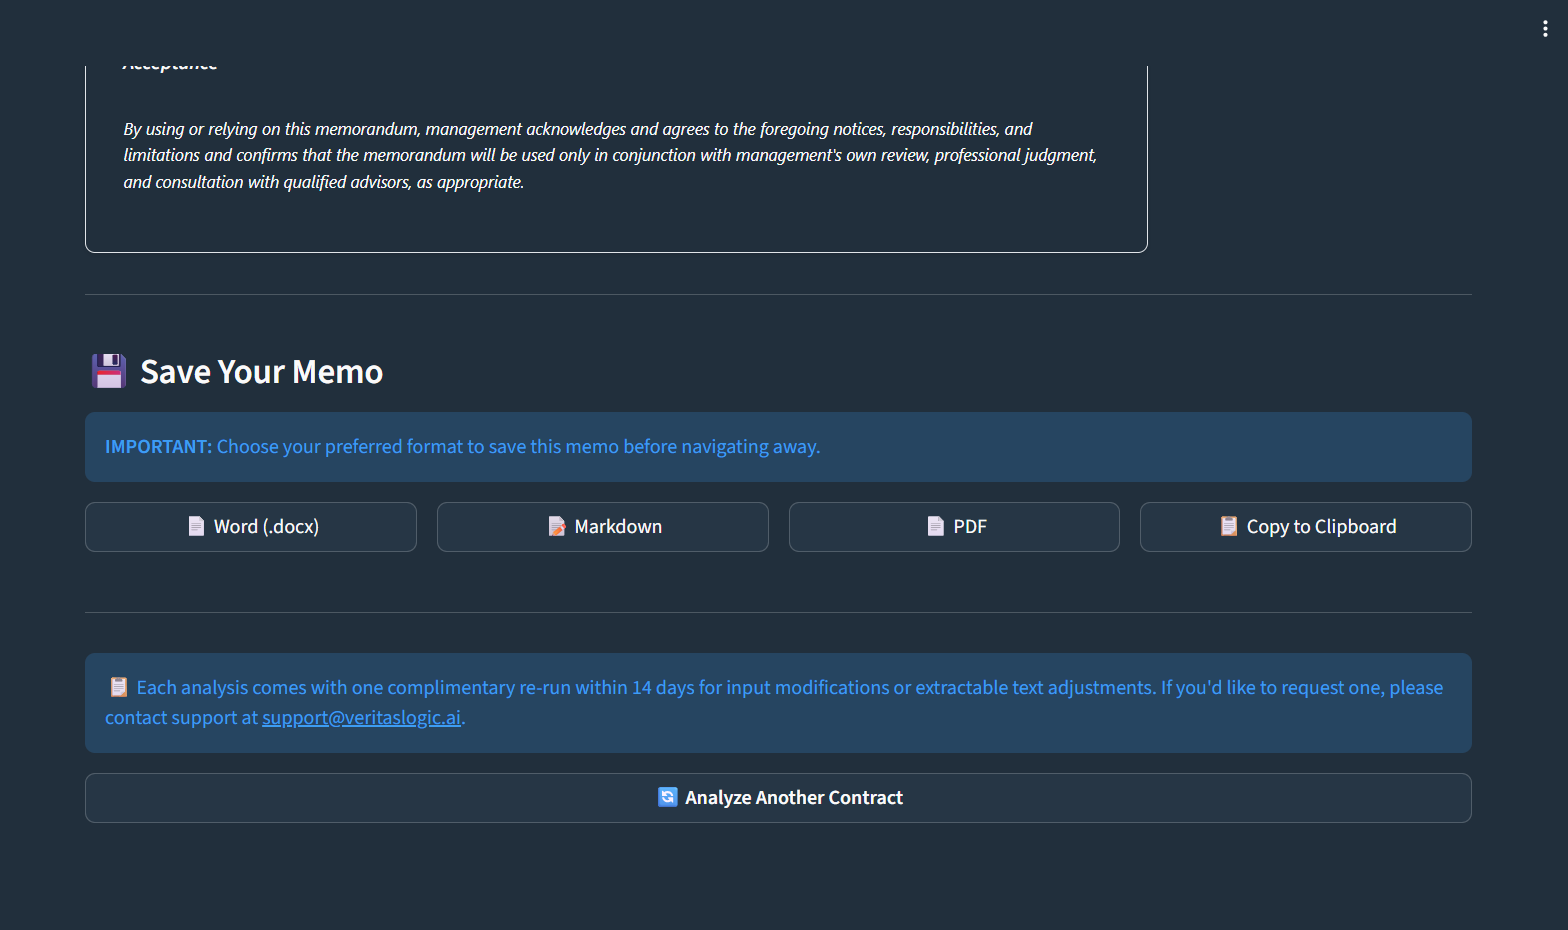 Acceptance
By using or relying on this memorandum, management acknowledges and agrees to the foregoing notices, responsibilities, and
limitations and confirms that the memorandum will be used only in conjunction with management's own review, professional judgment,
and consultation with qualified advisors, as appropriate.
Save Your Memo
IMPORTANT: Choose your preferred format to save this memo before navigating away.
Word (.docx)
Markdown
PDF
Copy to Clipboard
Each analysis comes with one complimentary re-run within 14 days for input modifications or extractable text adjustments. If you'd like to request one, please
contact support at support@veritaslogic.ai.
Analyze Another Contract